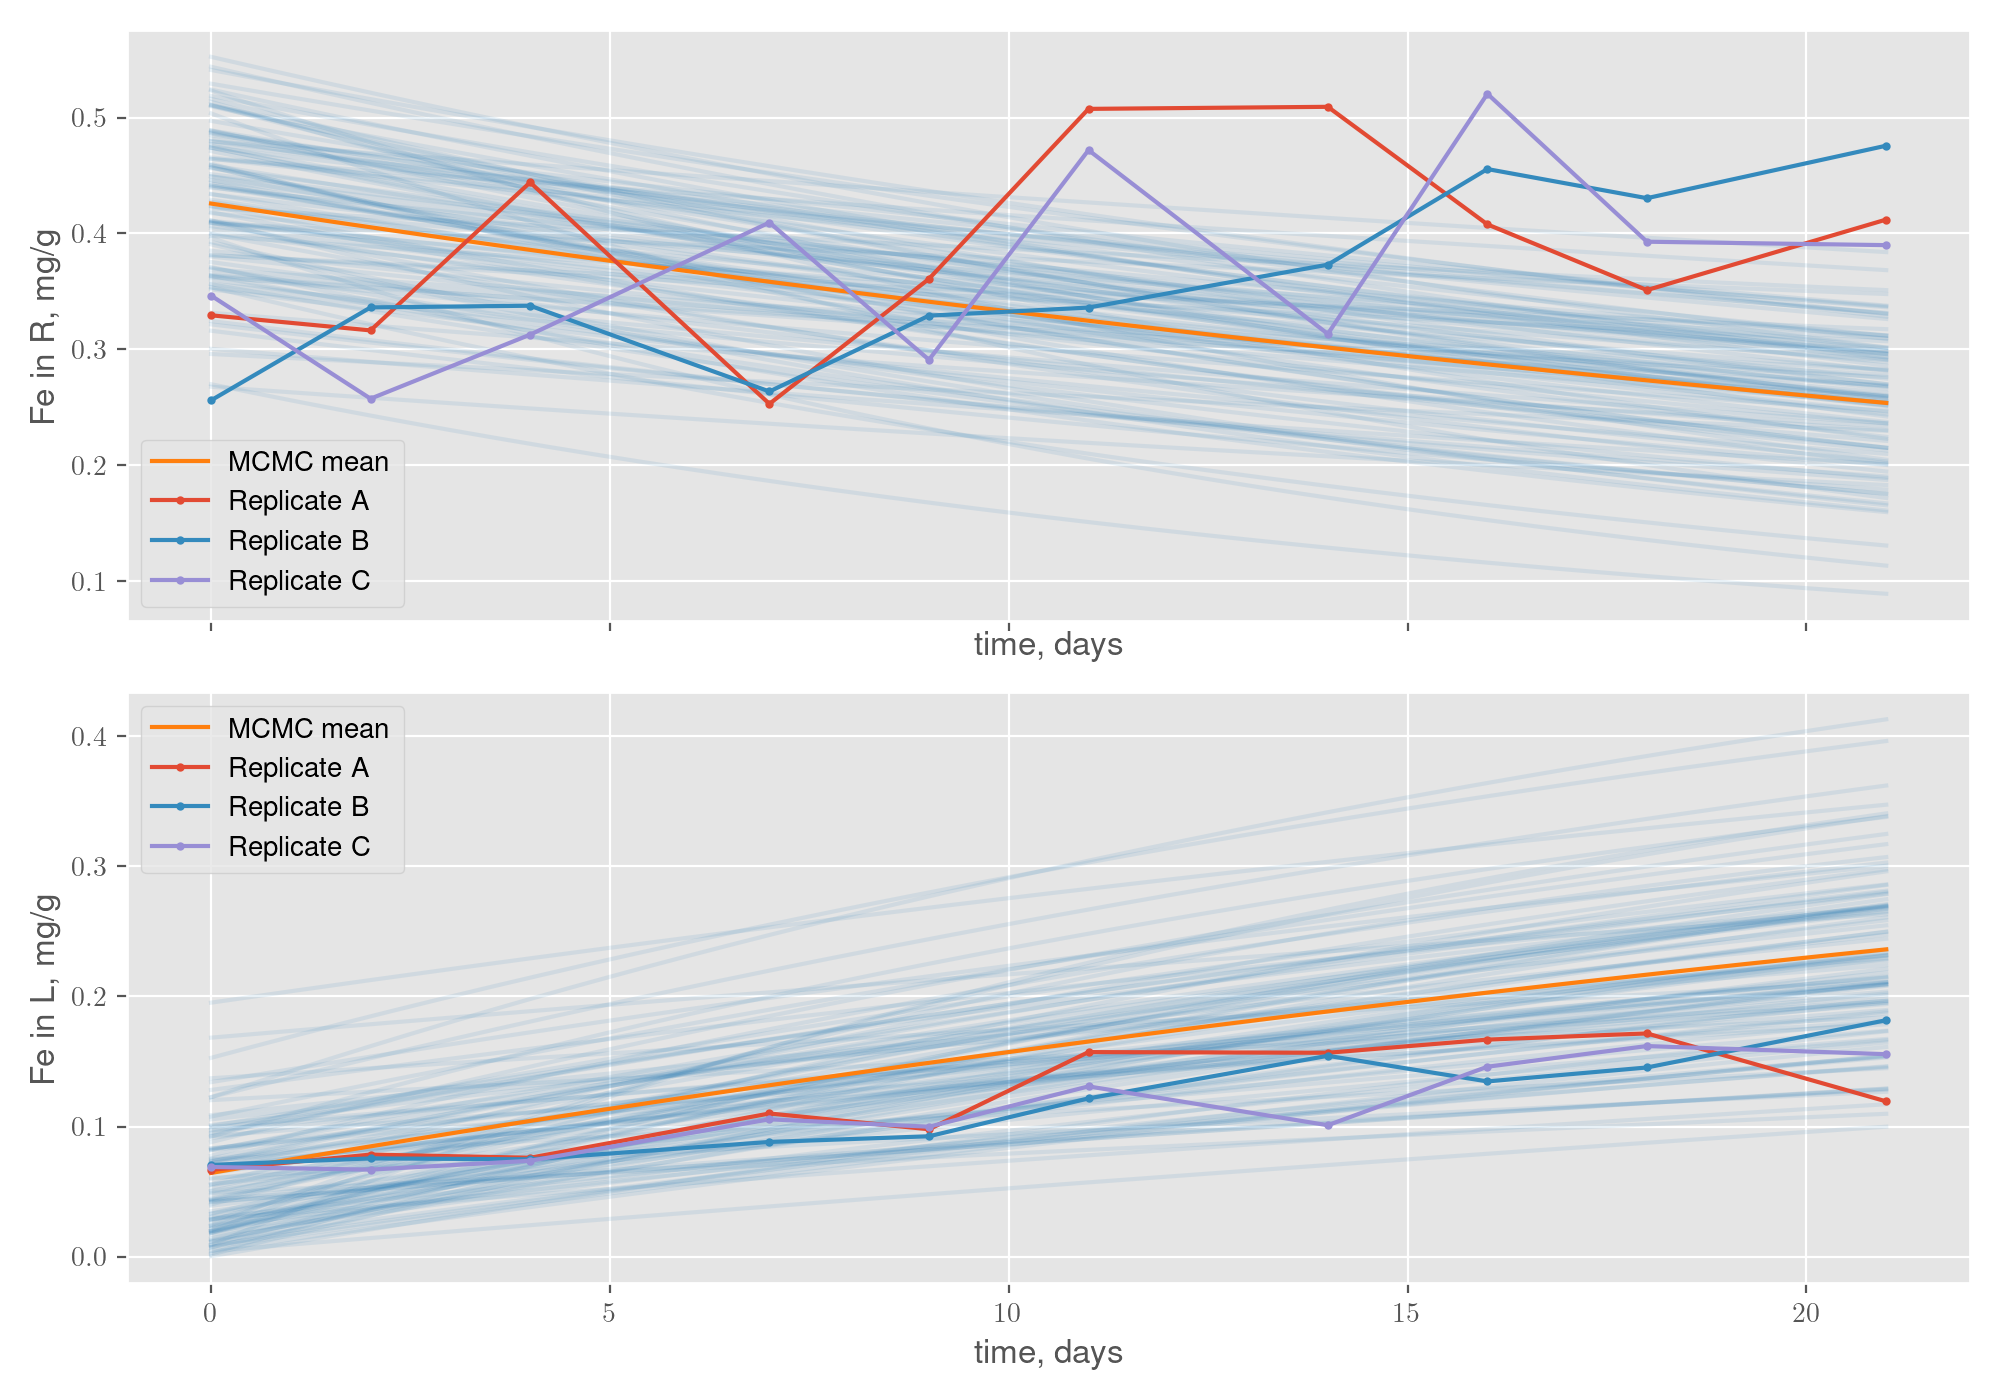 Fe in R, mg/g
0.5
0.4
0.3
0.2
0.1
MCMC mean
Replicate A
Replicate B
Replicate C
time, days
Fe in L, mg/g
0.4
0.3
0.2
0.1
0.0
MCMC mean
Replicate A
Replicate B
Replicate C
0 5 10 15 20
time, days